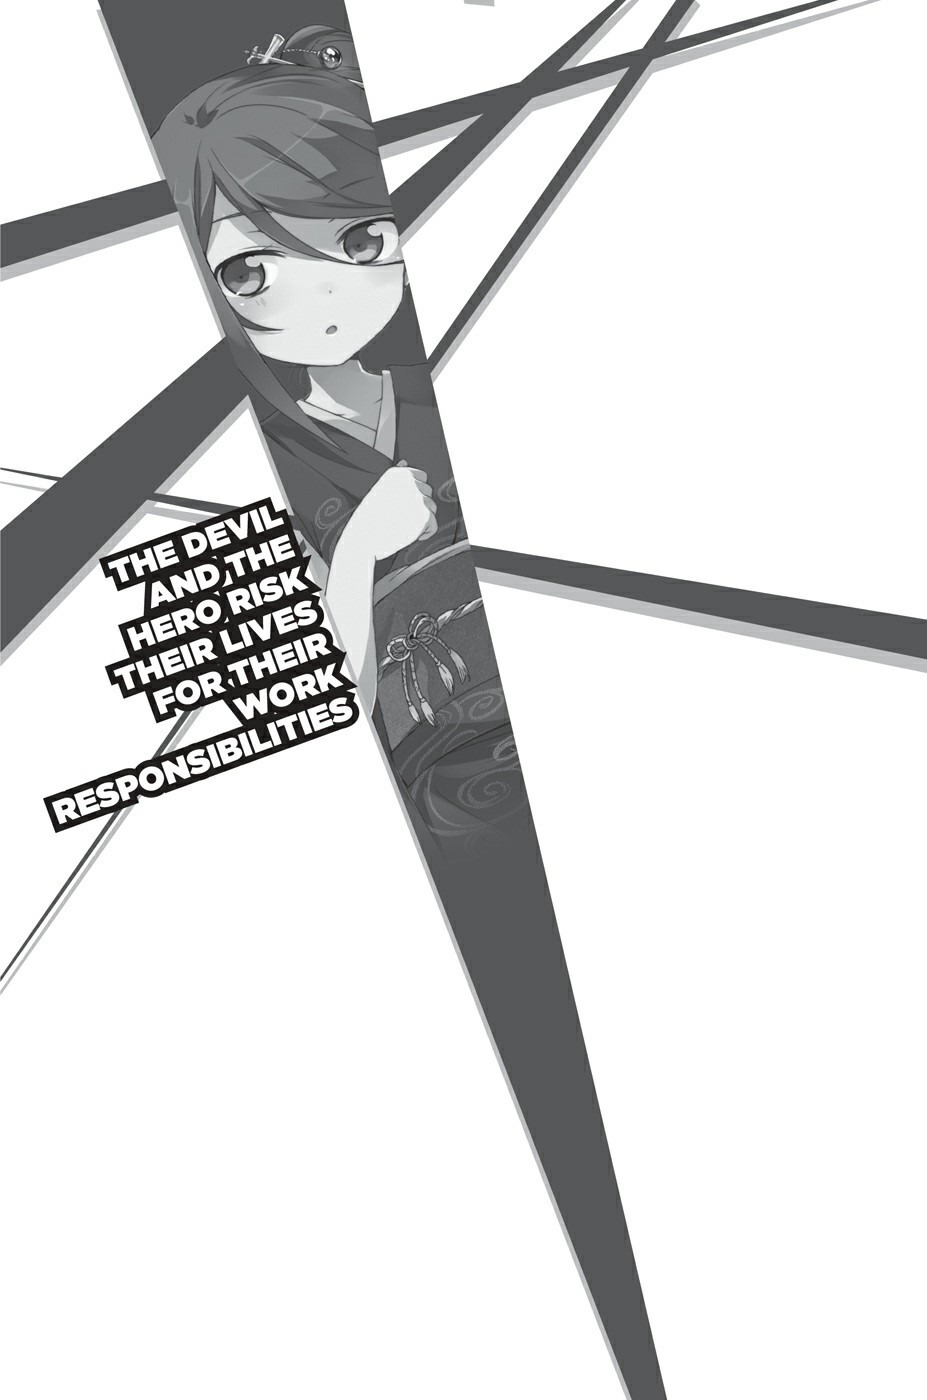 THE DEVIL
AND THE
HERO RISK
THEIR LIVES
FOR THEIR
WORK
RESPONSIBILITIES